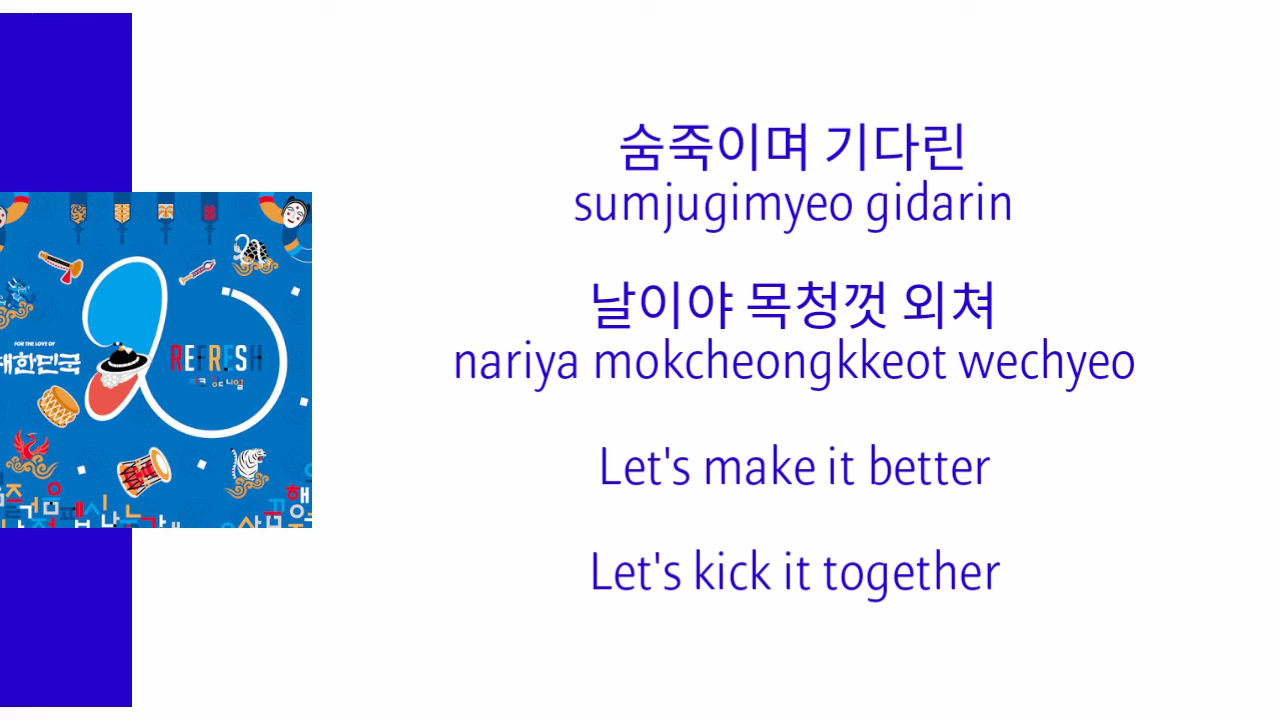 숨죽이며 기다린
sumjugimyeo gidarin
날이야 목청껏 외쳐
nariya mokcheongkkeot wechyeo
Let's make it better
Let's kick it together
FOR THE LOVE OF
대한민국
REFRESH